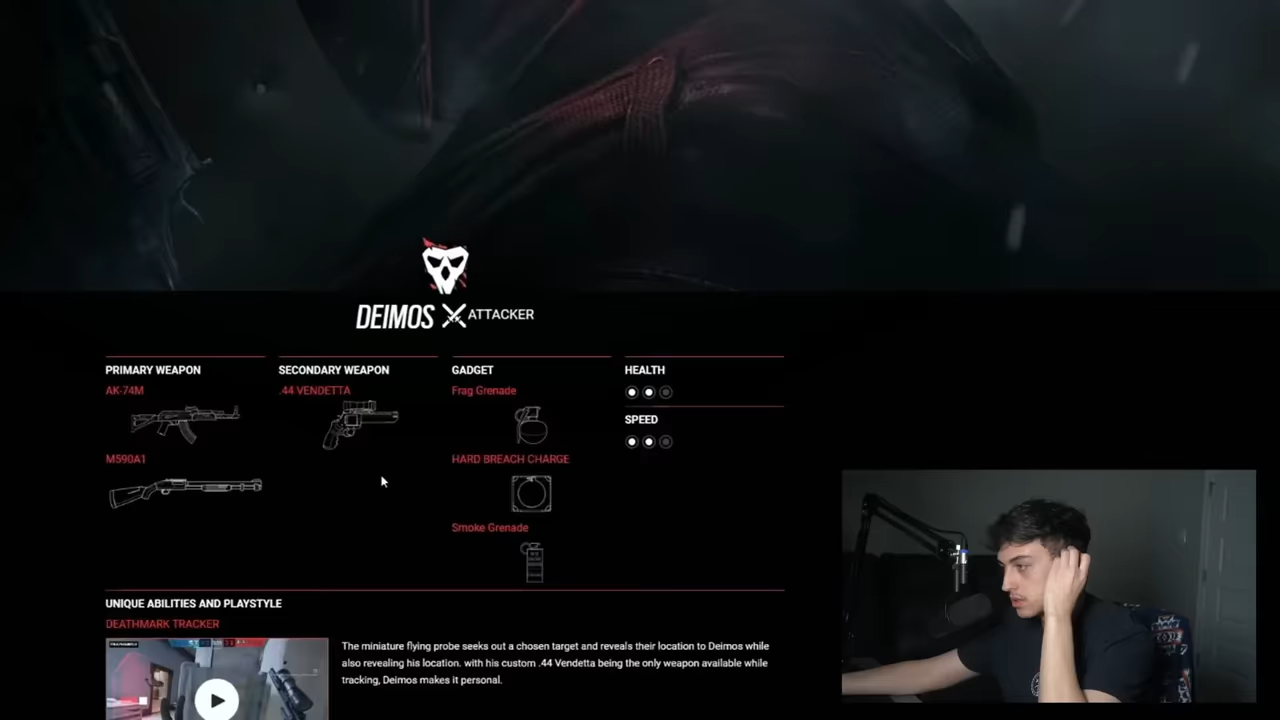 DEIMOS ATTACKER
PRIMARY WEAPON
AK-74M
M590A1
SECONDARY WEAPON
.44 VENDETTA
GADGET
Frag Grenade
HARD BREACH CHARGE
Smoke Grenade
HEALTH
SPEED
UNIQUE ABILITIES AND PLAYSTYLE
DEATHMARK TRACKER
The miniature flying probe seeks out a chosen target and reveals their location to Deimos while
also revealing his location. with his custom .44 Vendetta being the only weapon available while
tracking, Deimos makes it personal.